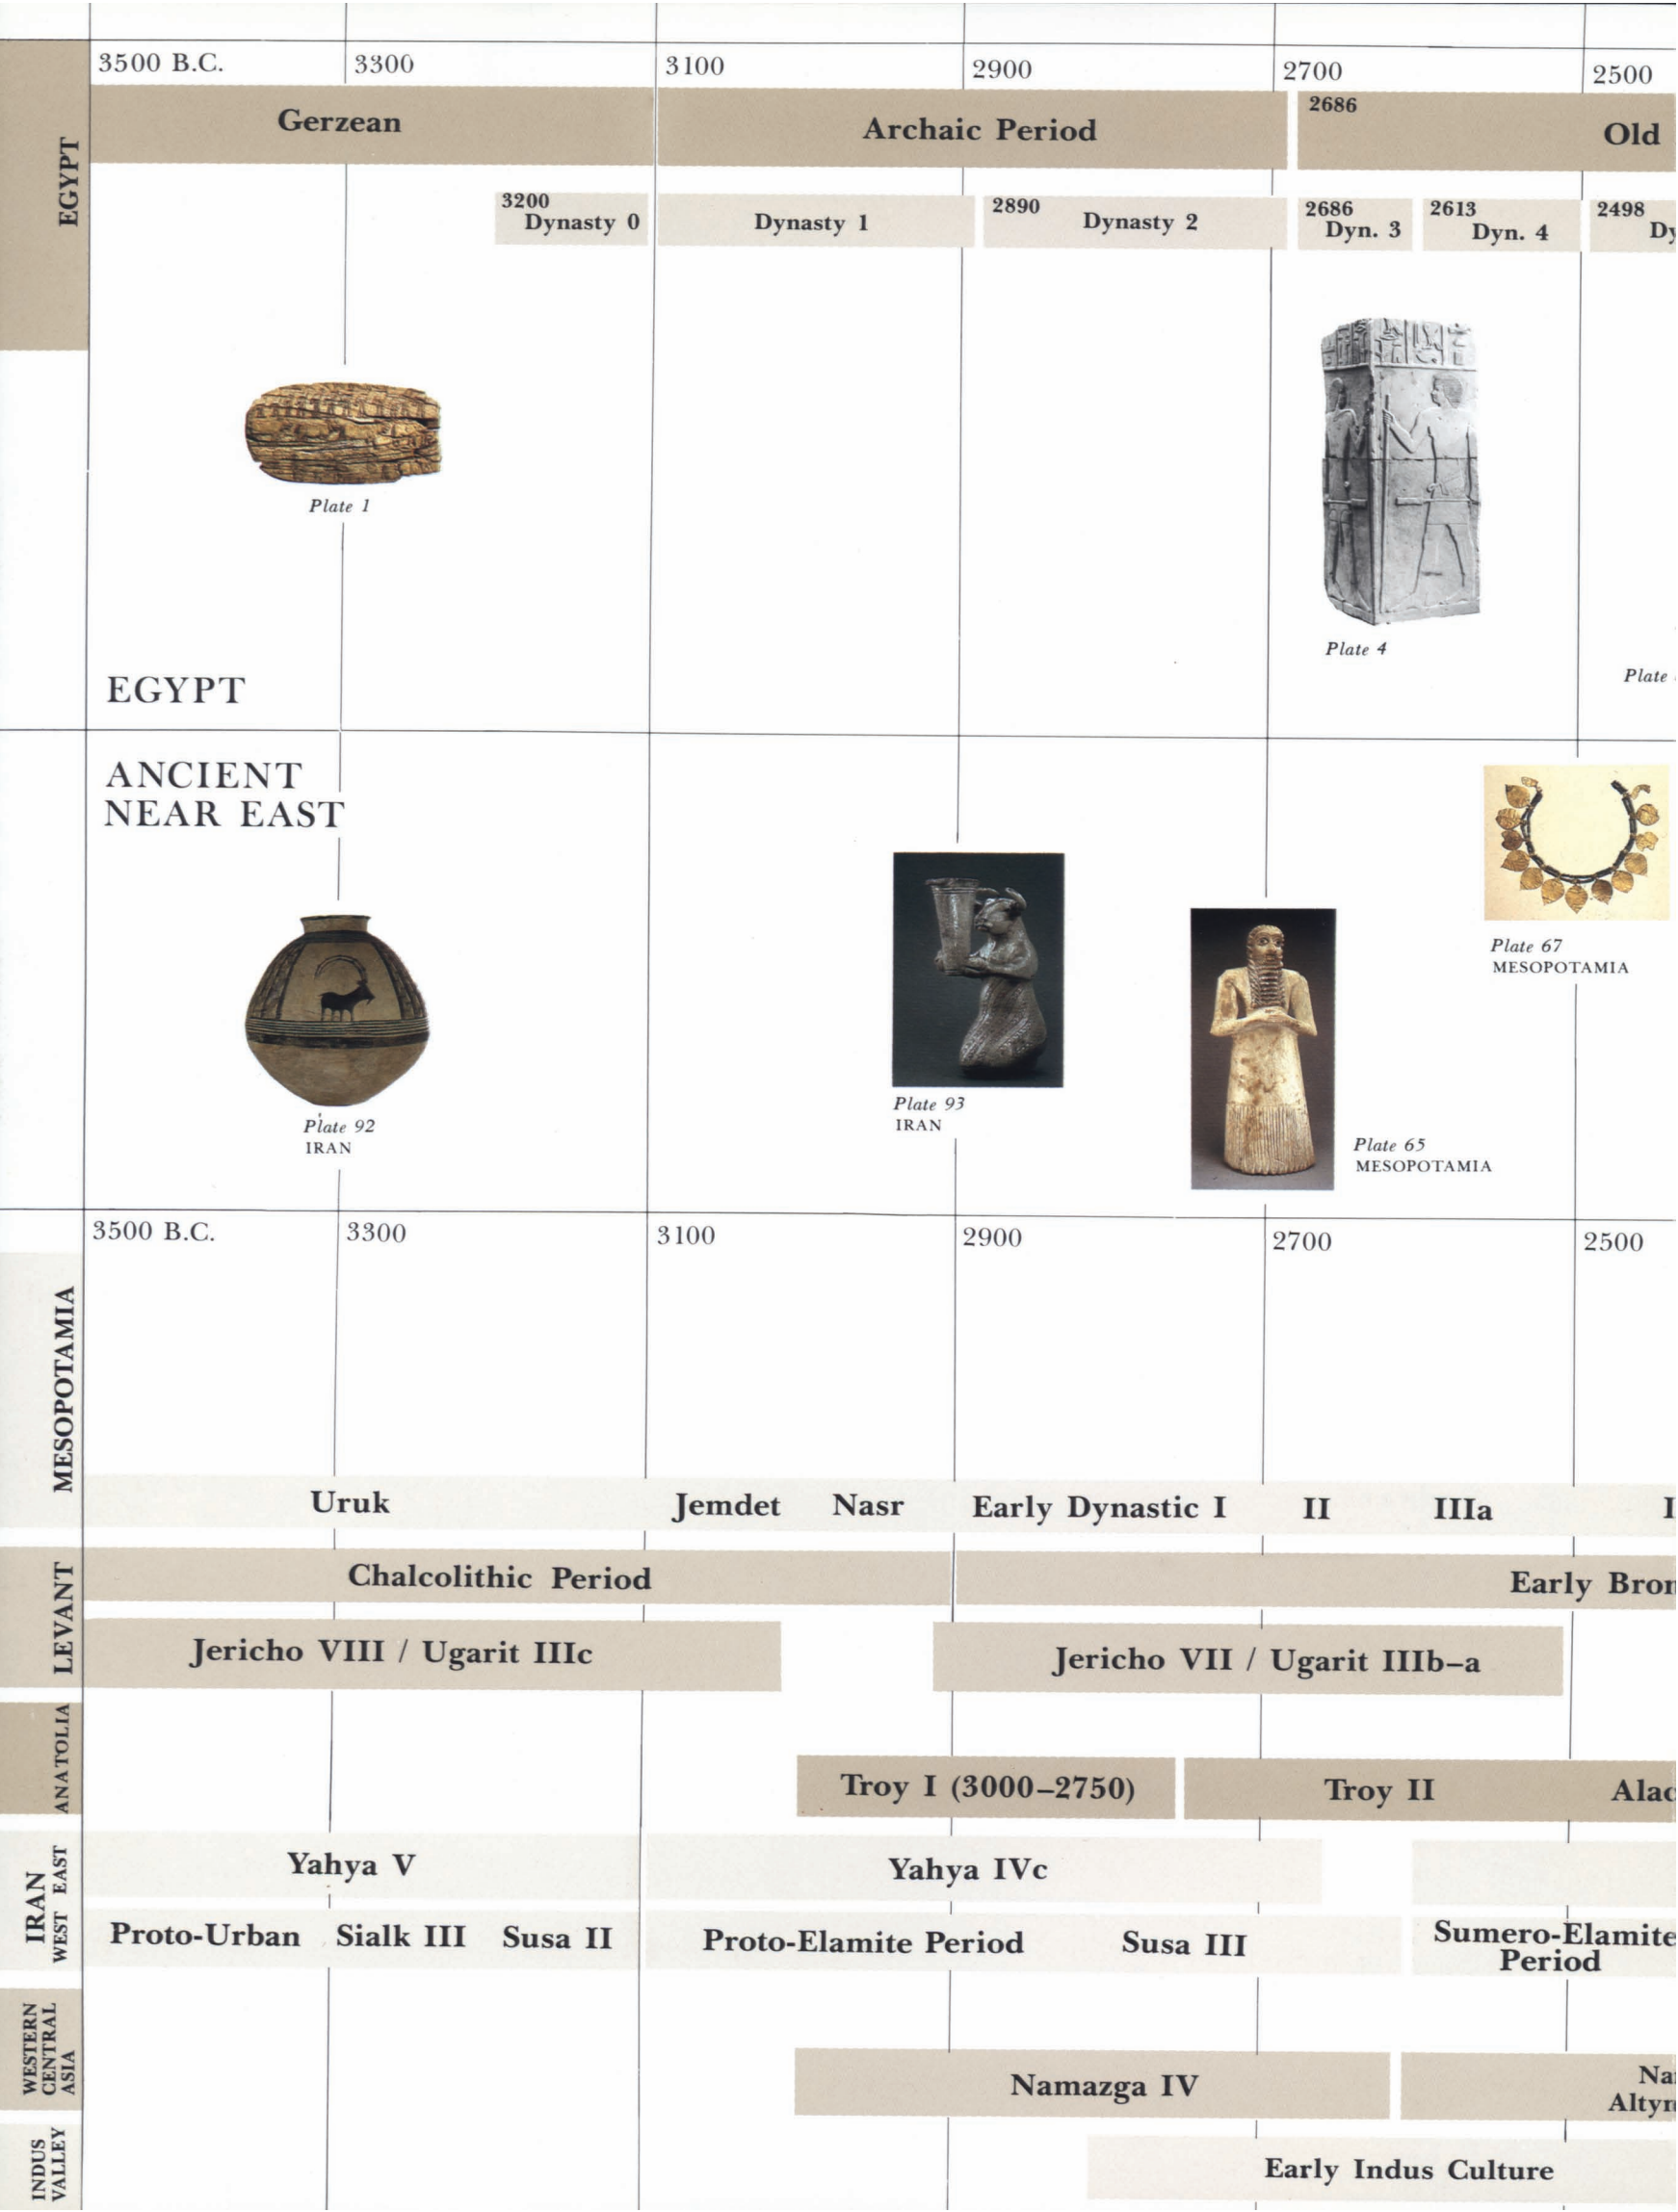 3500 B.C. 3300 3100 2900 2700 2500
EGYPT
Gerzean Archaic Period 2686 Old
3200 Dynasty 0 Dynasty 1 2890 Dynasty 2 2686 Dyn. 3 2613 Dyn. 4 2498
Plate 1
Plate 4
Plate
EGYPT
ANCIENT
NEAR EAST
Plate 67
MESOPOTAMIA
Plate 93
IRAN
Plate 92
IRAN
Plate 65
MESOPOTAMIA
3500 B.C. 3300 3100 2900 2700 2500
MESOPOTAMIA
Uruk Jemdet Nasr Early Dynastic I II IIIa
LEVANT
Chalcolithic Period Early
Jericho VIII / Ugarit IIIc Jericho VII / Ugarit IIIb–a
ANATOLIA
Troy I (3000–2750) Troy II
IRAN
EAST
Yahya V Yahya IVc
WEST
Proto-Urban Sialk III Susa II Proto-Elamite Period Susa III Sumero-Elamite
Period
WESTERN
CENTRAL
ASIA
Namazga IV
INDUS
VALLEY
Early Indus Culture